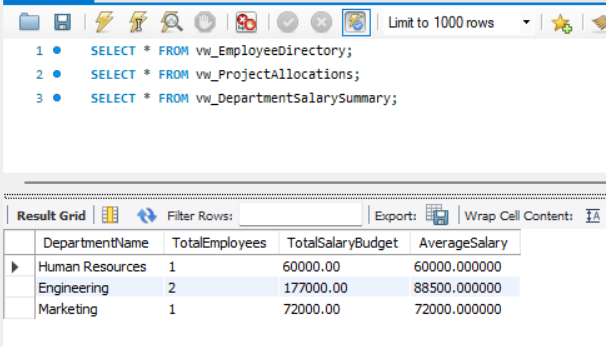 Limit to 1000 rows
1 SELECT * FROM vw_EmployeeDirectory;
2 SELECT * FROM vw_ProjectAllocations;
3 SELECT * FROM vw_DepartmentSalarySummary;
Result Grid Filter Rows: Export: Wrap Cell Content: IA
DepartmentName TotalEmployees TotalSalaryBudget AverageSalary
Human Resources 1 60000.00 60000.000000
Engineering 2 177000.00 88500.000000
Marketing 1 72000.00 72000.000000